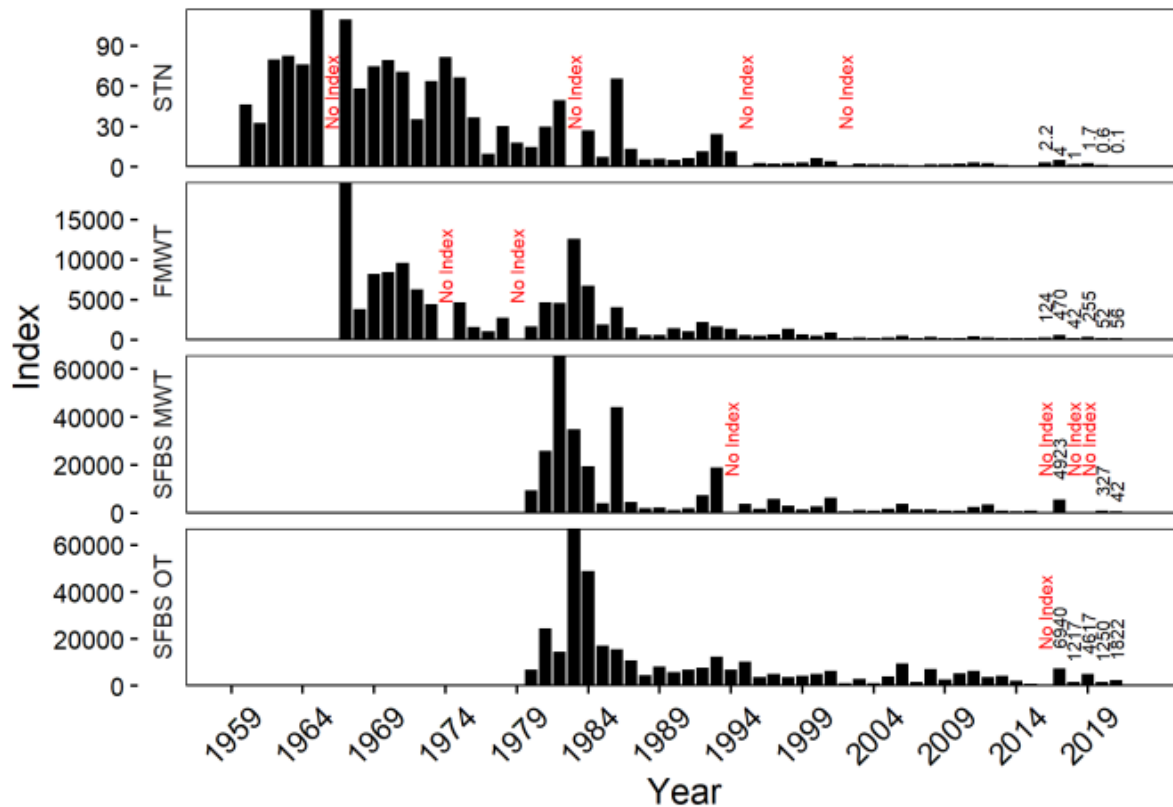 Index
STN
90
60
30
0
No Index
No Index
No Index
No Index
2.2
4
1
1.7
0.6
0.1
FMWT
15000
10000
5000
0
No Index
No Index
124
470
42
255
52
56
SFBS MWT
60000
40000
20000
0
No Index
No Index
4923
No Index
No Index
327
42
SFBS OT
60000
40000
20000
0
No Index
6940
1217
4617
1250
1822
1959
1964
1969
1974
1979
1984
1989
1994
1999
2004
2009
2014
2019
Year